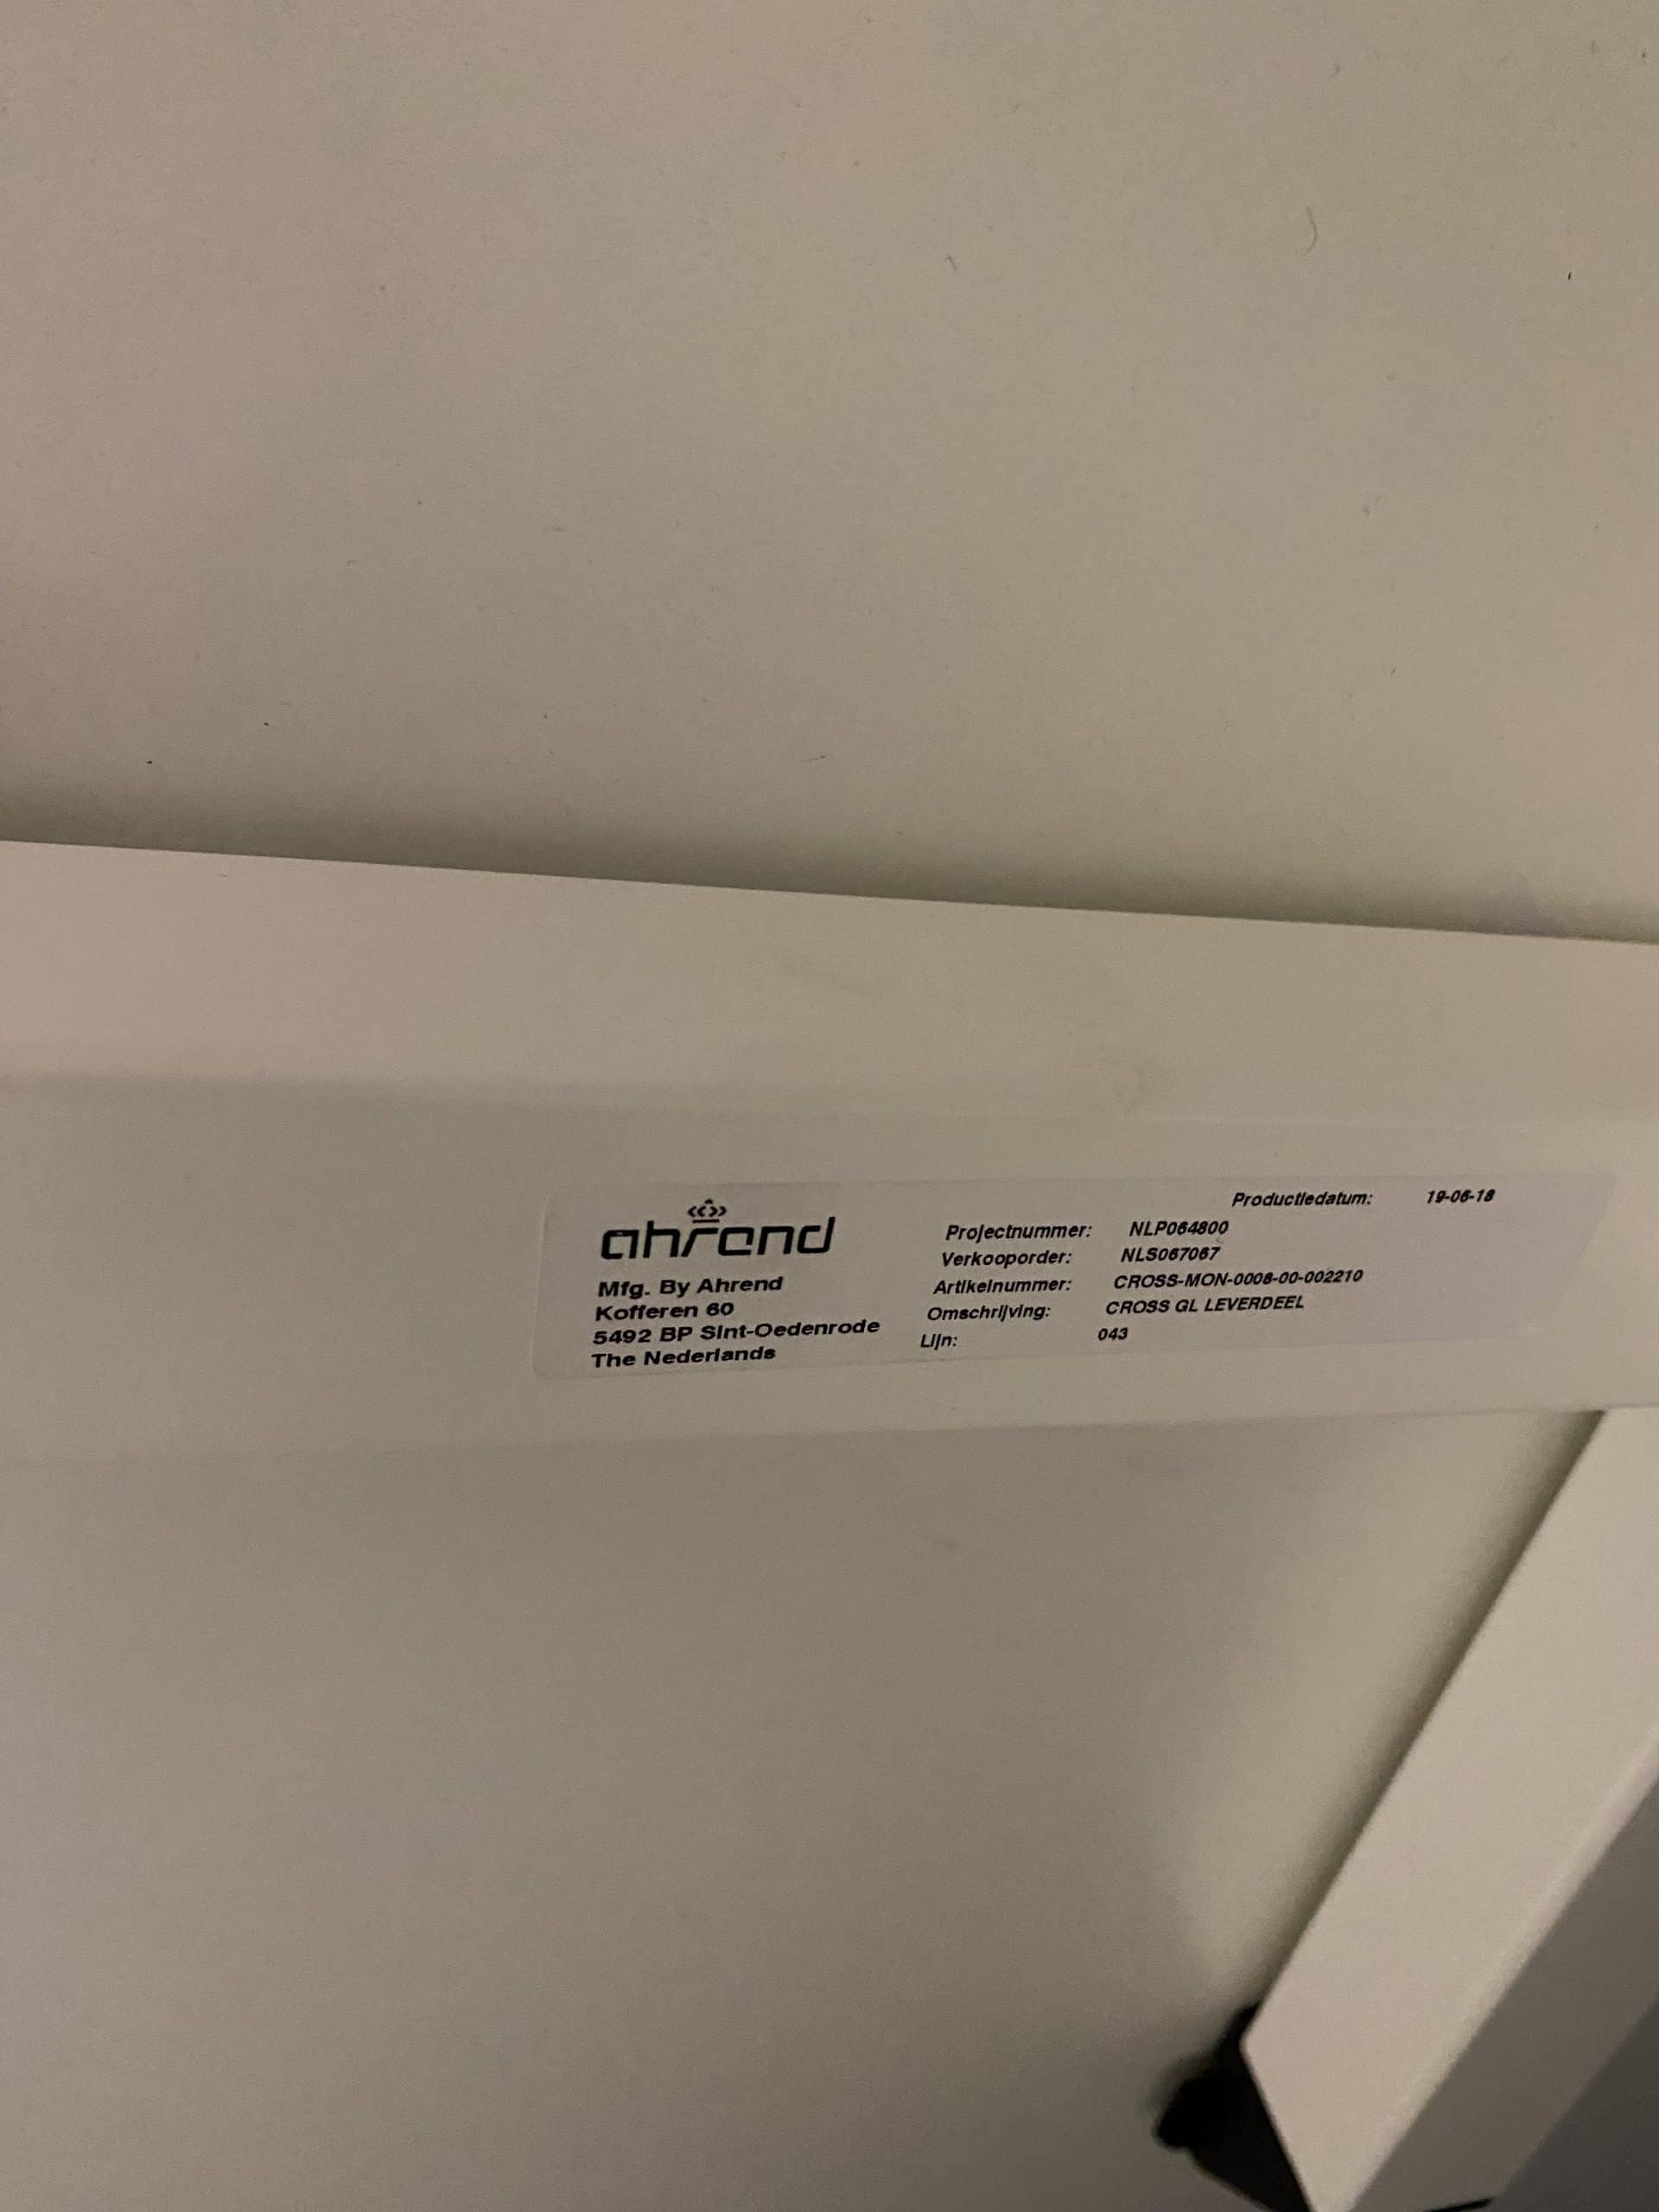 ahrend
Mfg. By Ahrend
Kofferen 60
5492 BP Sint-Oedenrode
The Nederlands
Productiedatum: 19-06-18
Projectnummer: NLP064800
Verkooporder: NLS067067
Artikelnummer: CROSS-MON-0008-00-002210
Omschrijving: CROSS GL LEVERDEEL
Lijn: 043